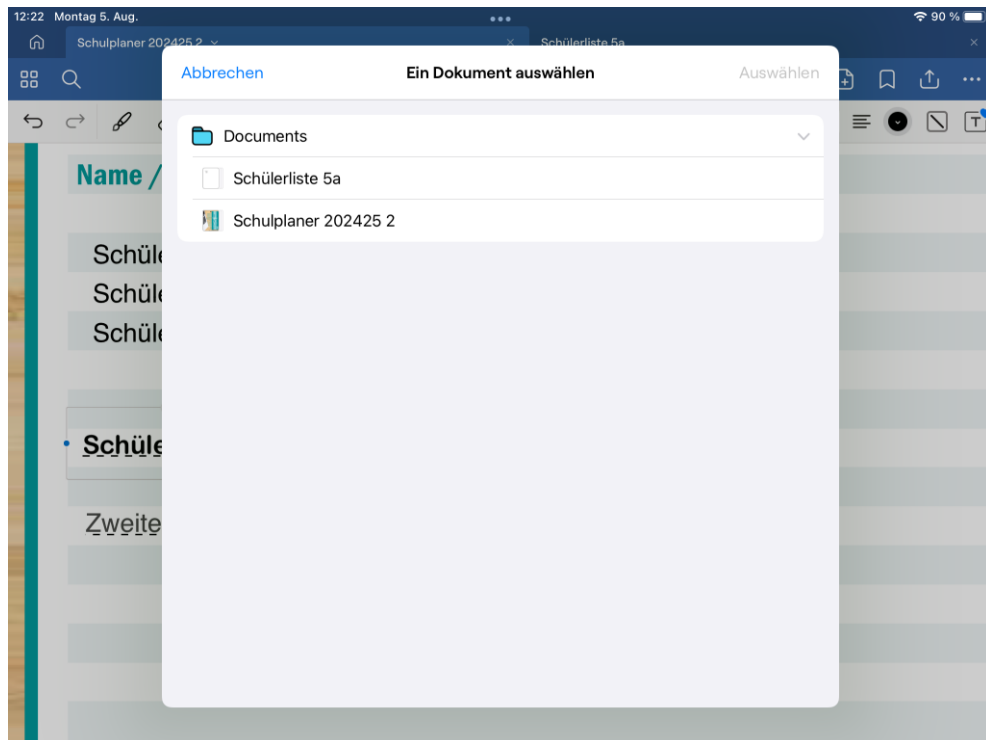 12:22 Montag 5. Aug. 90 %
Schulplaner 202425 2 Schülerliste 5a
Abbrechen Ein Dokument auswählen Auswählen
Documents
Name /
Schülerliste 5a
Schulplaner 202425 2
Schüle
Schüle
Schüle
Schüle
Zweite